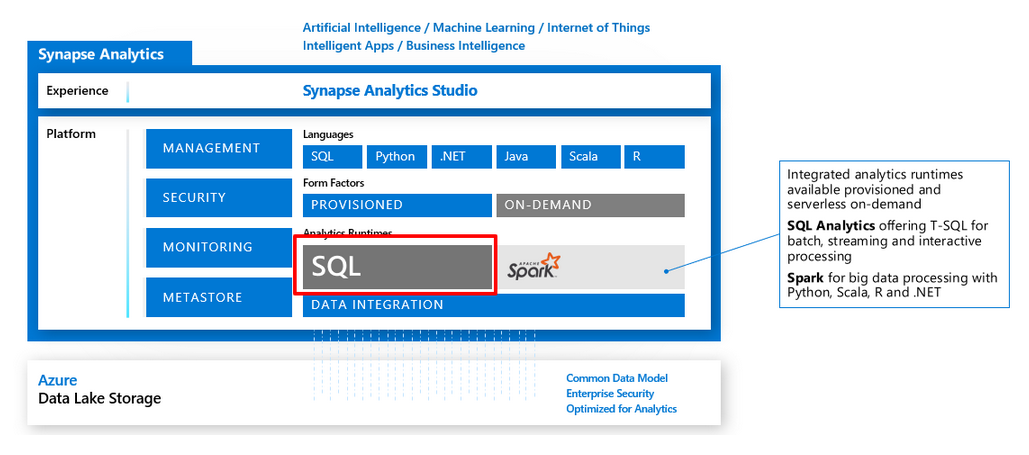 Artificial Intelligence / Machine Learning / Internet of Things
Intelligent Apps / Business Intelligence
Synapse Analytics
Experience
Synapse Analytics Studio
Platform
MANAGEMENT
SECURITY
MONITORING
METASTORE
Languages
SQL
Python
.NET
Java
Scala
R
Form Factors
PROVISIONED
ON-DEMAND
Analytics Runtimes
SQL
APACHE
Spark
DATA INTEGRATION
Integrated analytics runtimes
available provisioned and
serverless on-demand
SQL Analytics offering T-SQL for
batch, streaming and interactive
processing
Spark for big data processing with
Python, Scala, R and .NET
Azure
Data Lake Storage
Common Data Model
Enterprise Security
Optimized for Analytics